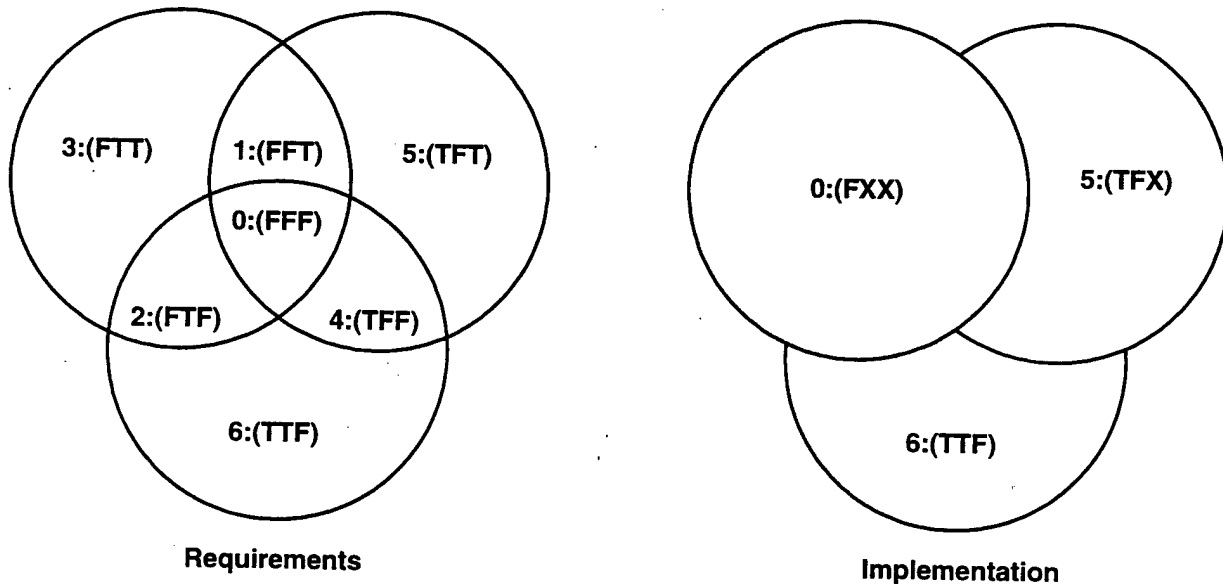 3:(FTT)
1:(FFT)
5:(TFT)
0:(FFF)
2:(FTF)
4:(TFF)
6:(TTF)
Requirements
0:(FXX)
5:(TFX)
6:(TTF)
Implementation